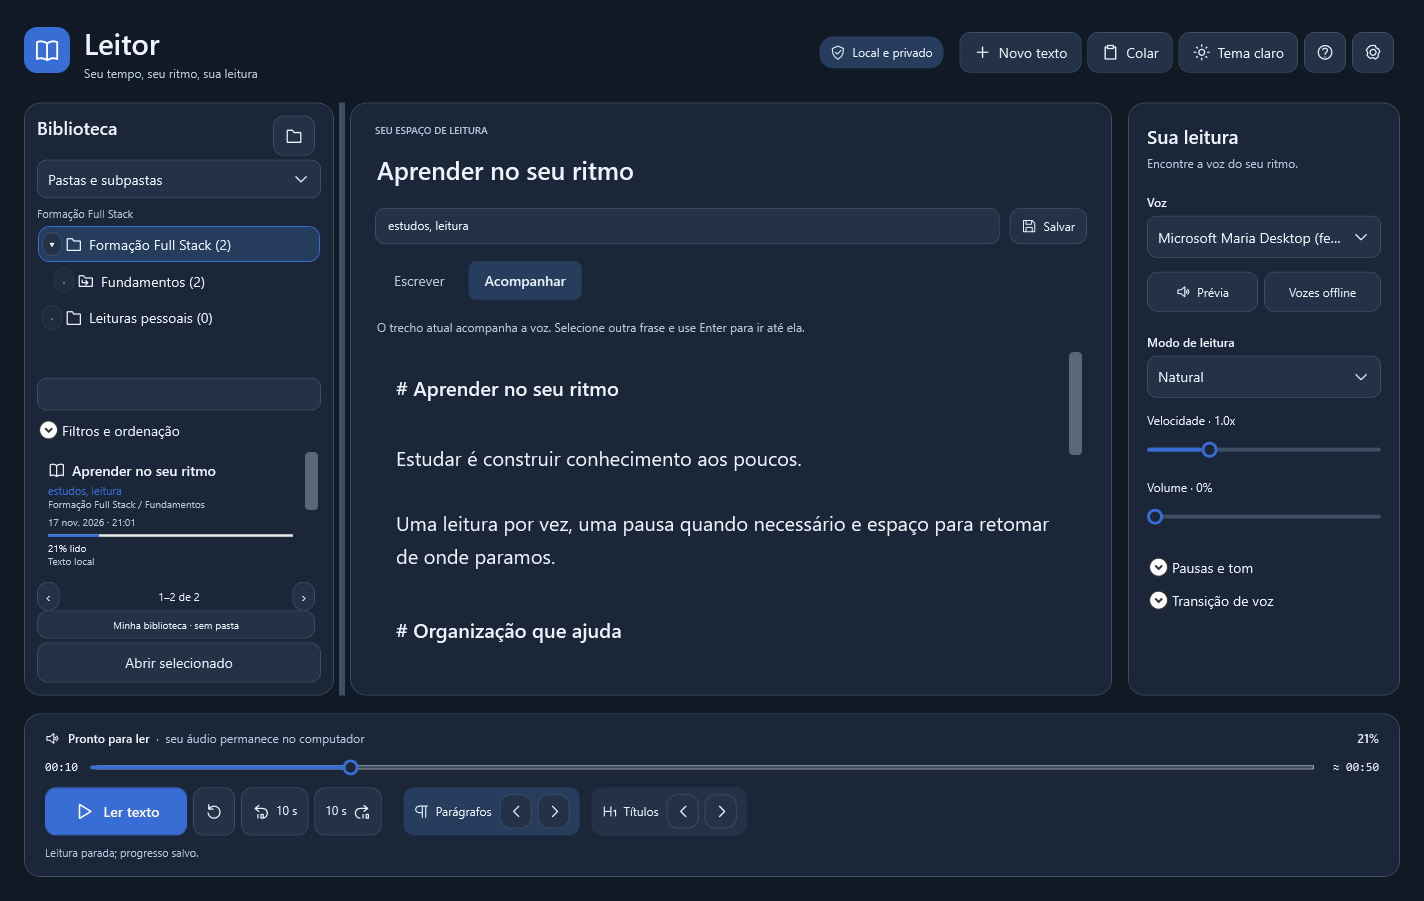 Leitor
Seu tempo, seu ritmo, sua leitura
Local e privado
Novo texto
Colar
Tema claro
Biblioteca
Pastas e subpastas
Formação Full Stack
Formação Full Stack (2)
Fundamentos (2)
Leituras pessoais (0)
Filtros e ordenação
Aprender no seu ritmo
estudos, leitura
Formação Full Stack / Fundamentos
17 nov. 2026 · 21:01
21% lido
Texto local
‹ 1–2 de 2 ›
Minha biblioteca · sem pasta
Abrir selecionado
SEU ESPAÇO DE LEITURA
Aprender no seu ritmo
estudos, leitura
Salvar
Escrever
Acompanhar
O trecho atual acompanha a voz. Selecione outra frase e use Enter para ir até ela.
# Aprender no seu ritmo
Estudar é construir conhecimento aos poucos.
Uma leitura por vez, uma pausa quando necessário e espaço para retomar
de onde paramos.
# Organização que ajuda
Sua leitura
Encontre a voz do seu ritmo.
Voz
Microsoft Maria Desktop (fe...
Prévia
Vozes offline
Modo de leitura
Natural
Velocidade · 1.0x
Volume · 0%
Pausas e tom
Transição de voz
Pronto para ler · seu áudio permanece no computador
21%
00:10
≈ 00:50
Ler texto
10 10 s
10 s 10
Parágrafos
H1 Títulos
Leitura parada; progresso salvo.